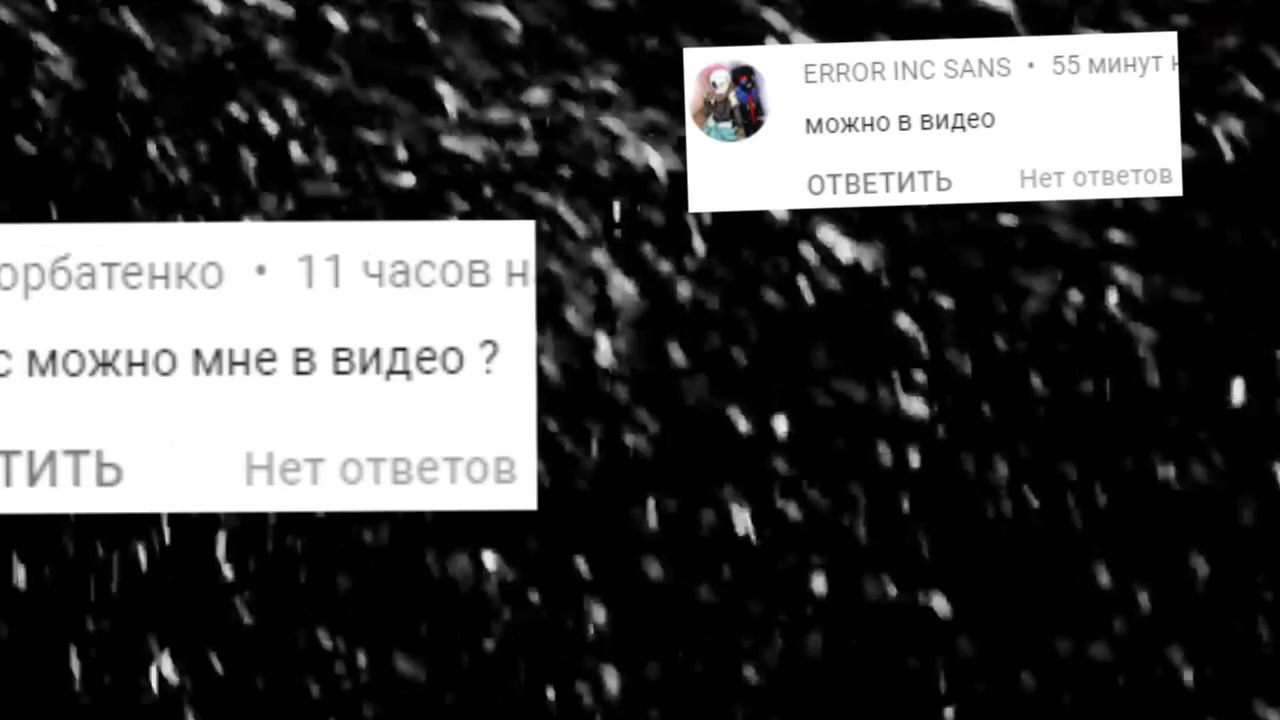 ERROR INC SANS • 55 минут н
можно в видео
ОТВЕТИТЬ Нет ответов
орбатенко • 11 часов н
с можно мне в видео ?
ТИТЬ Нет ответов